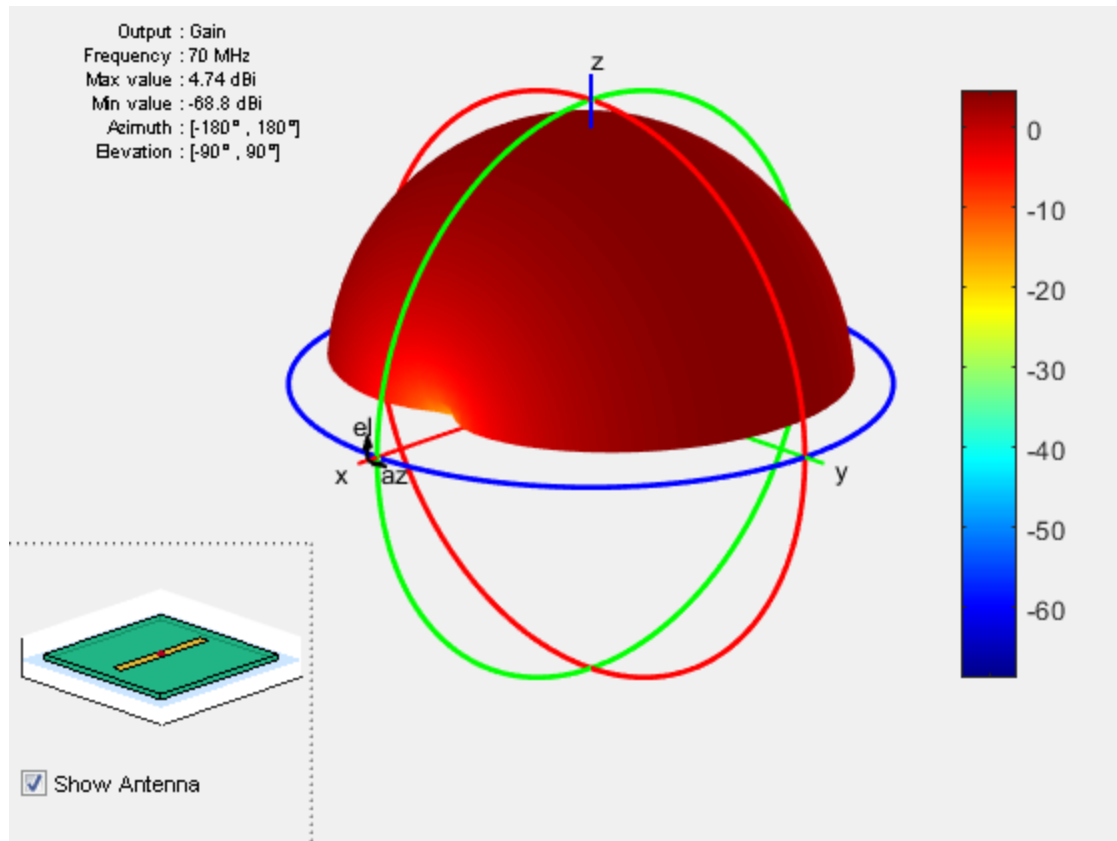 Output : Gain
Frequency : 70 MHz
Max value : 4.74 dBi
Min value : -68.8 dBi
Azimuth : [-180° , 180°]
Elevation : [-90° , 90°]
z
0
-10
-20
-30
-40
-50
-60
el
x
az
y
Show Antenna